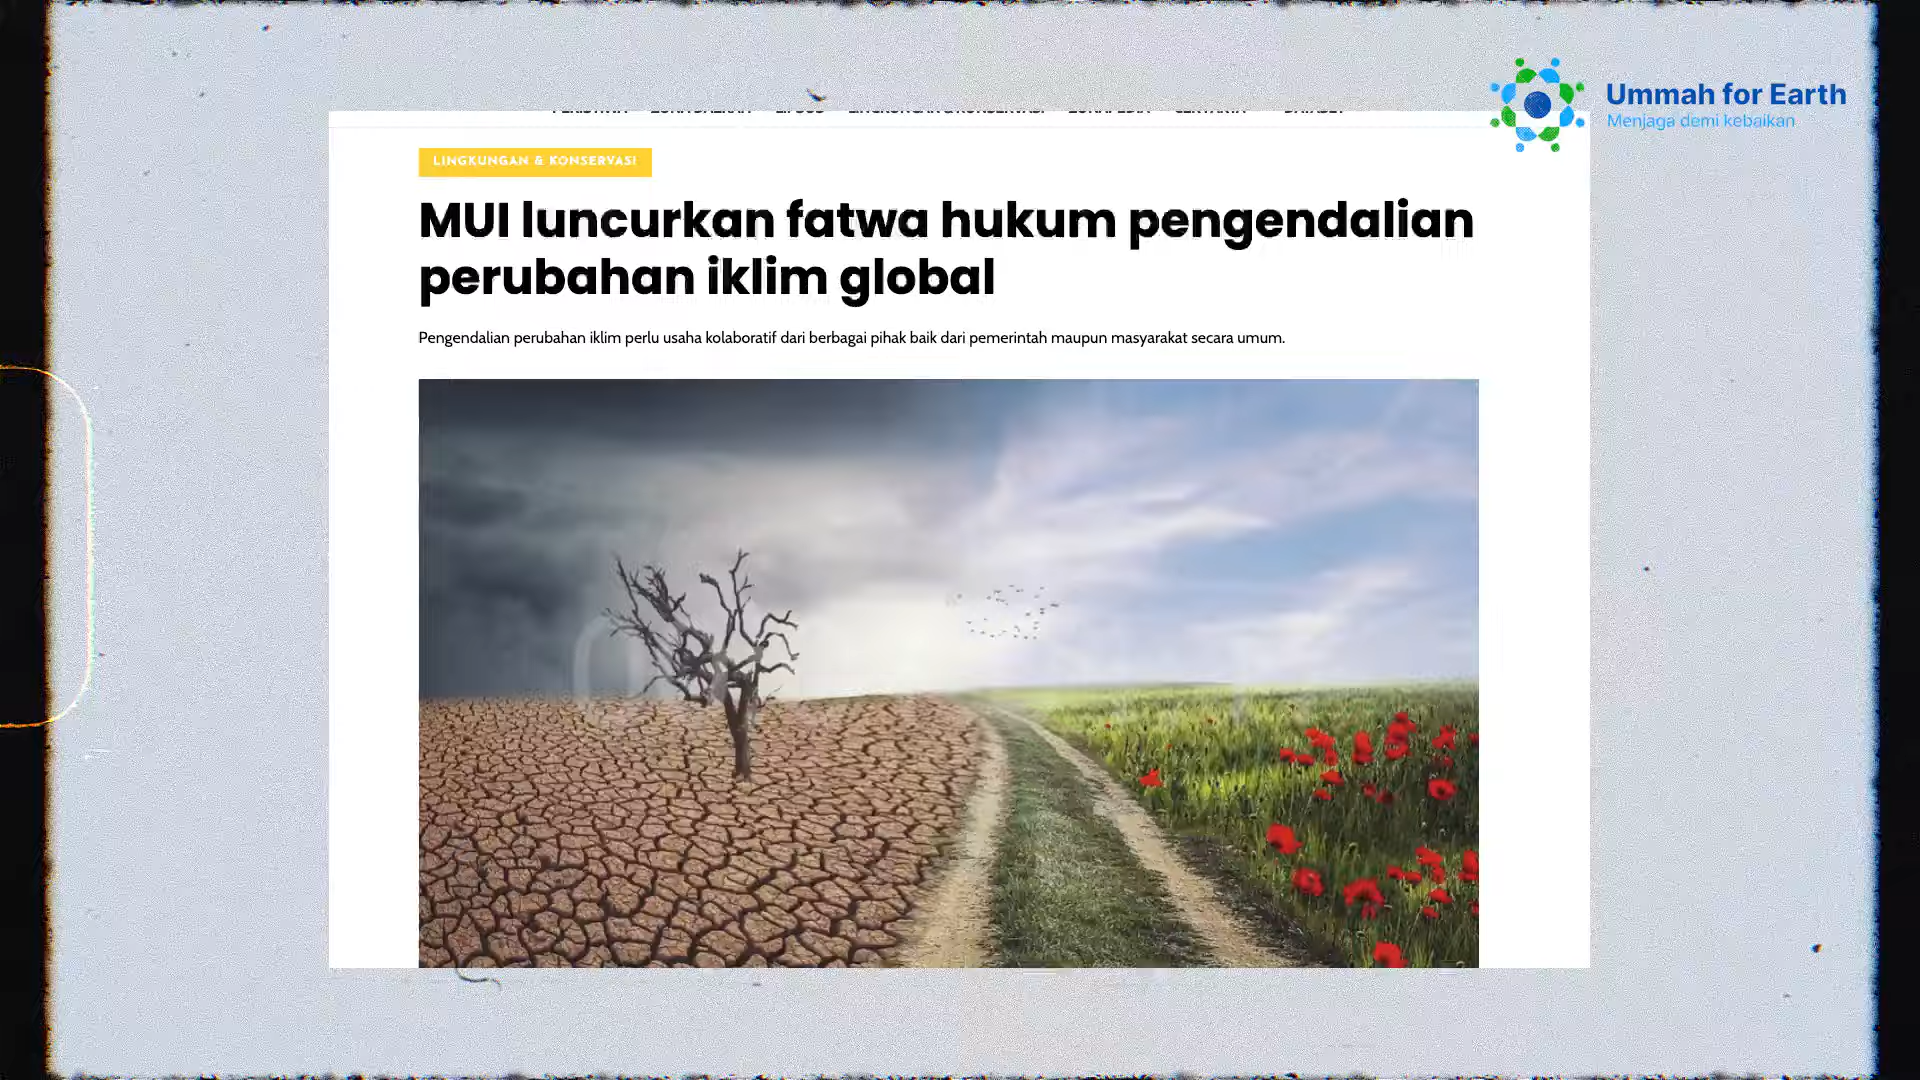 Ummah for Earth
Menjaga demi kebaikan
LINGKUNGAN & KONSERVASI
MUI luncurkan fatwa hukum pengendalian
perubahan iklim global
Pengendalian perubahan iklim perlu usaha kolaboratif dari berbagai pihak baik dari pemerintah maupun masyarakat secara umum.